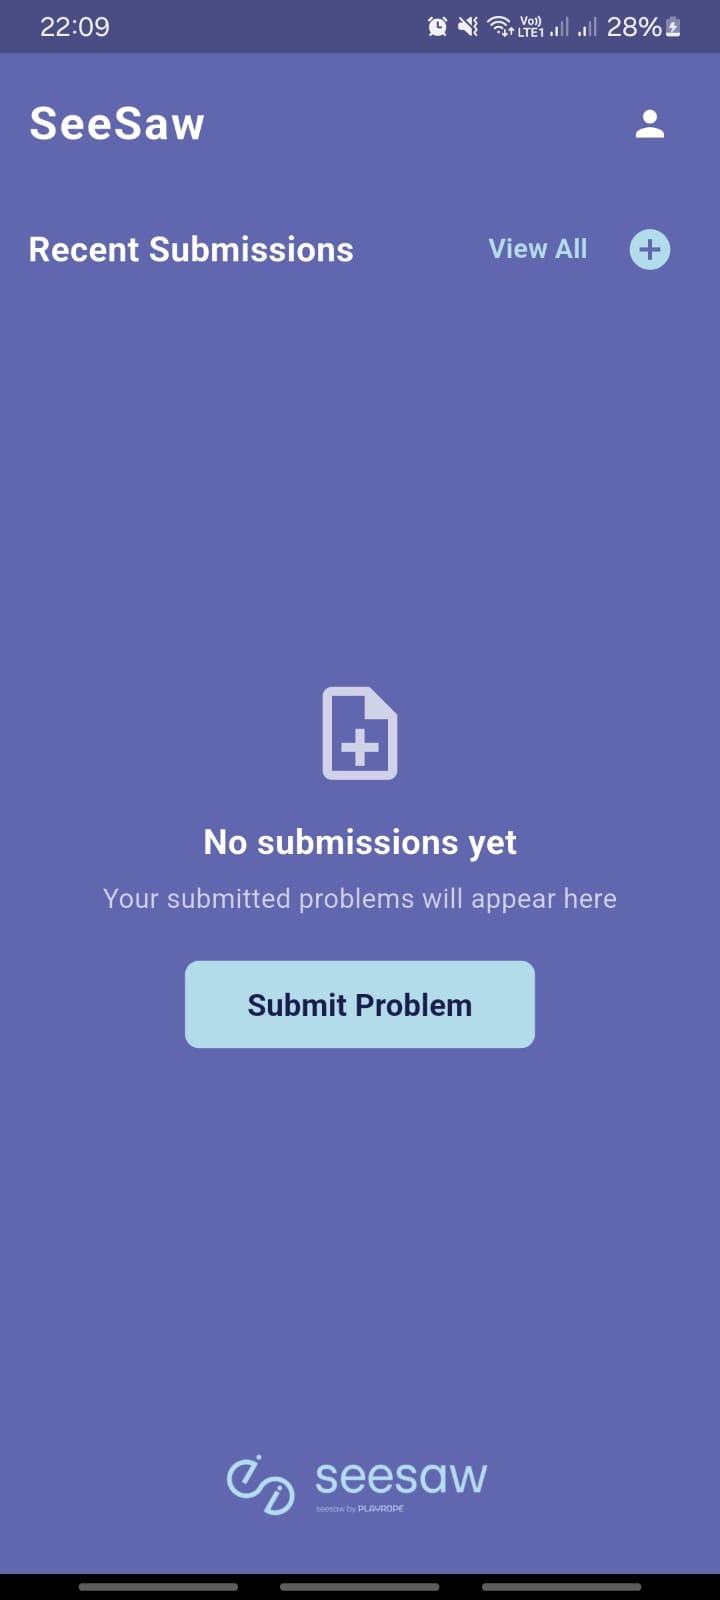 22:09
Vo))
LTE1
28%
SeeSaw
Recent Submissions
View All
No submissions yet
Your submitted problems will appear here
Submit Problem
seesaw
seesaw by PLAYROPE